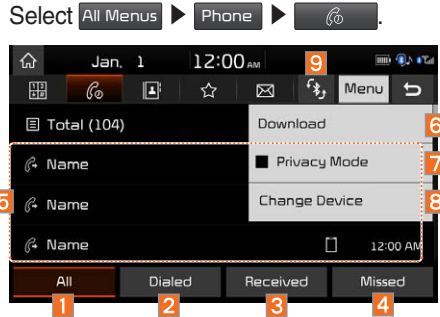 Select All Menus Phone .
Jan. 1 12:00 AM
9
Menu
Total (104)
Download 6
Name
Privacy Mode 7
5 Name
Change Device 8
Name 12:00 AM
All Dialed Received Missed
1 2 3 4